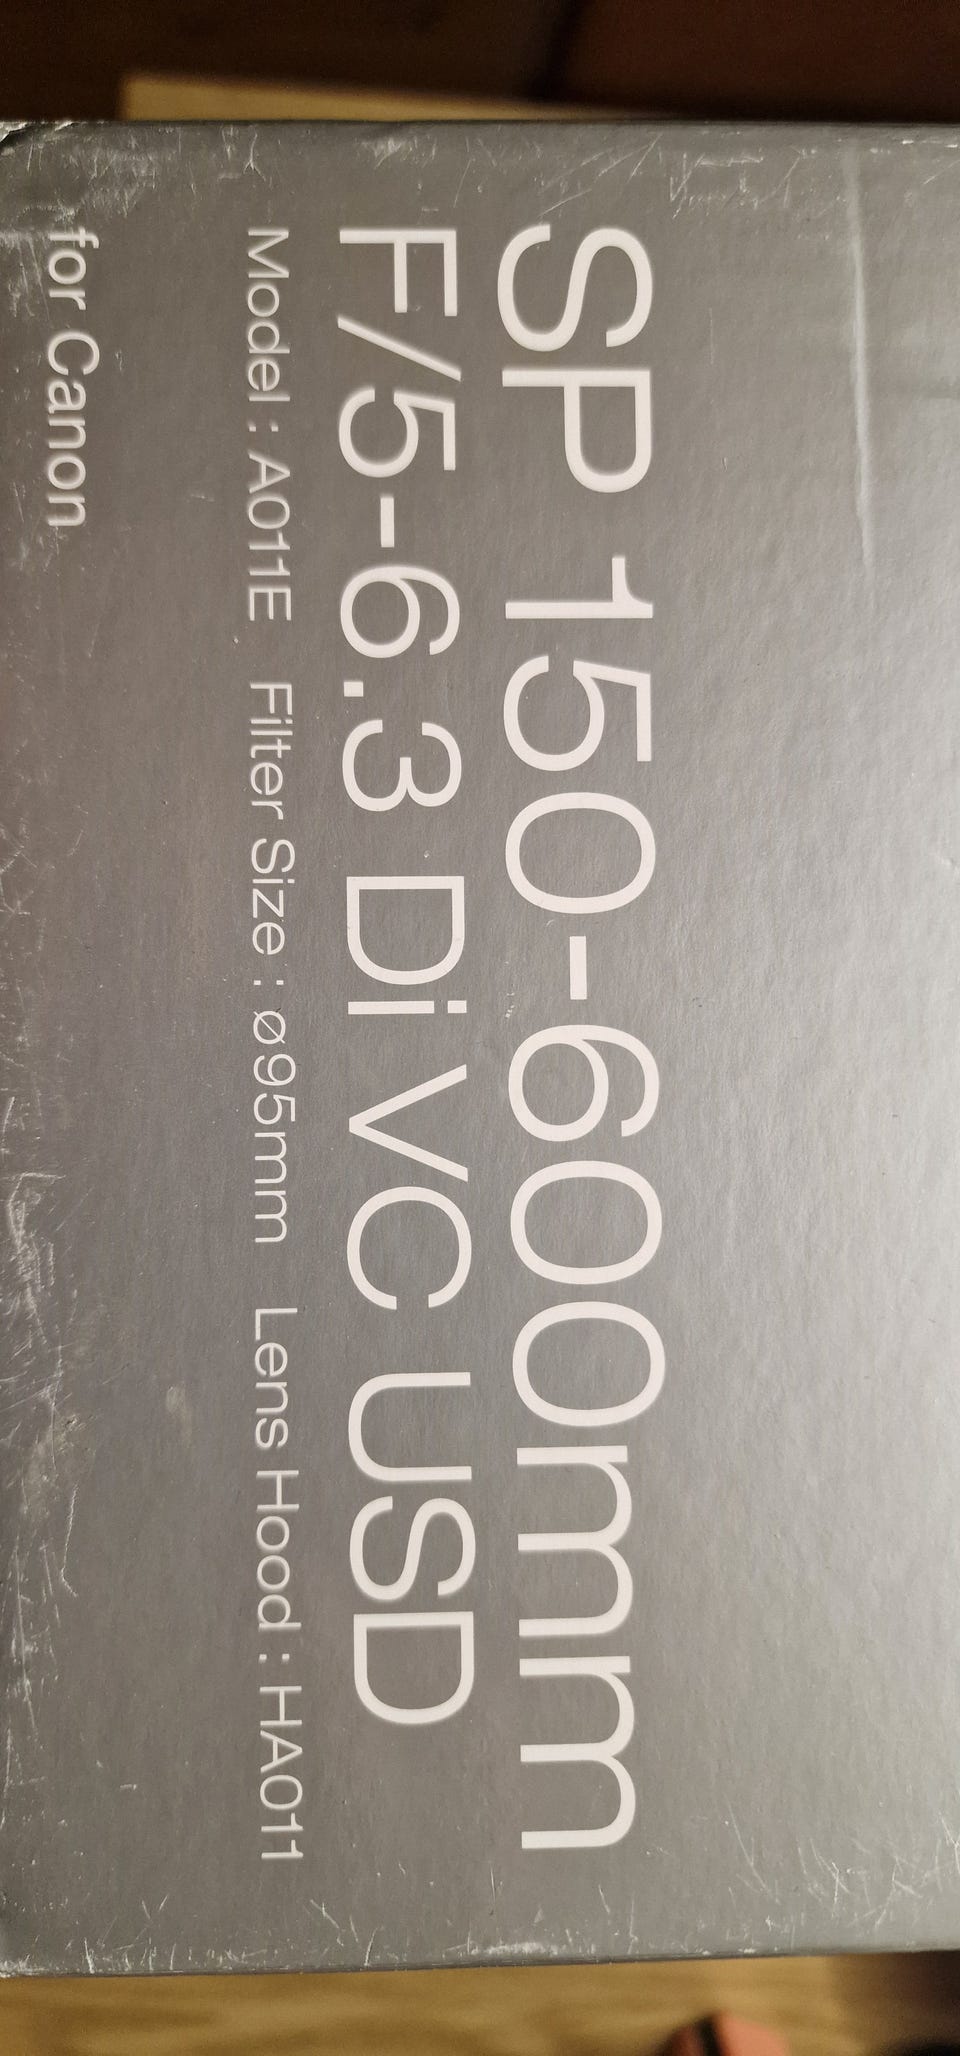 SP 150-600mm
F/5-6.3 Di VC USD
Model : A011E Filter Size : ø95mm Lens Hood : HA011
for Canon